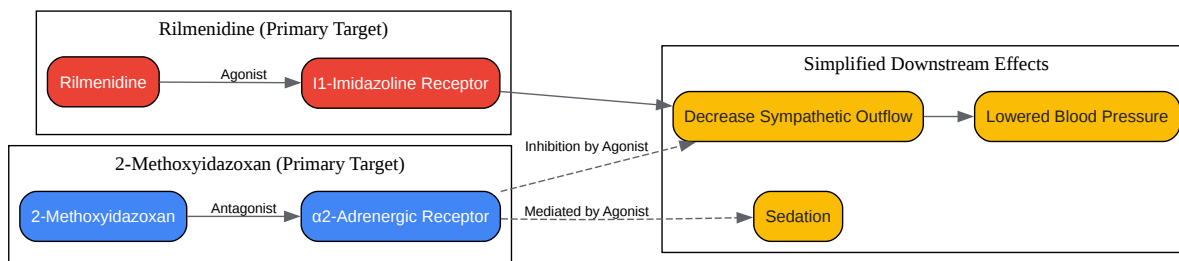 Rilmenidine (Primary Target)
Rilmenidine
Agonist
I1-Imidazoline Receptor
2-Methoxyidazoxan (Primary Target)
2-Methoxyidazoxan
Antagonist
α2-Adrenergic Receptor
Inhibition by Agonist
Mediated by Agonist
Simplified Downstream Effects
Decrease Sympathetic Outflow
Lowered Blood Pressure
Sedation